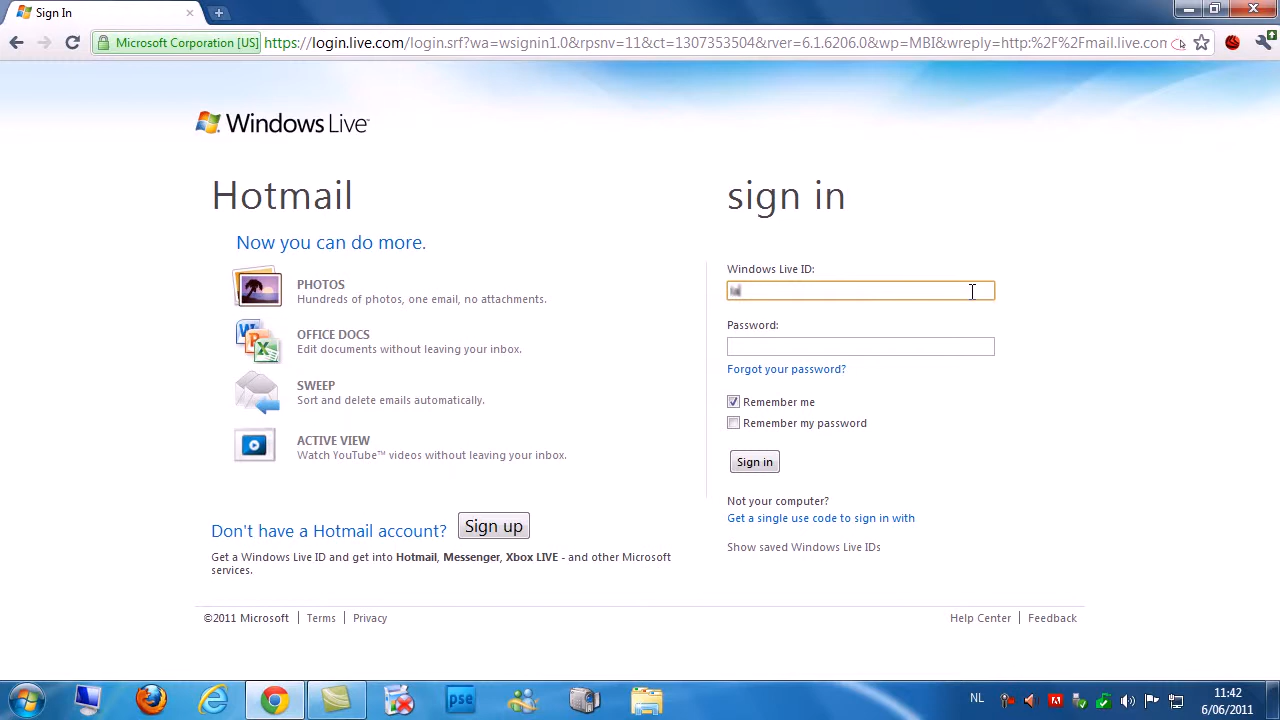 Sign In
Microsoft Corporation [US] https://login.live.com/login.srf?wa=wsignin1.0&rpsnv=11&ct=1307353504&rver=6.1.6206.0&wp=MBI&wreply=http:%2F%2Fmail.live.com
Windows Live
Hotmail
Now you can do more.
PHOTOS
Hundreds of photos, one email, no attachments.
OFFICE DOCS
Edit documents without leaving your inbox.
SWEEP
Sort and delete emails automatically.
ACTIVE VIEW
Watch YouTube™ videos without leaving your inbox.
Don't have a Hotmail account? Sign up
Get a Windows Live ID and get into Hotmail, Messenger, Xbox LIVE - and other Microsoft
services.
sign in
Windows Live ID:
Password:
Forgot your password?
Remember me
Remember my password
Sign in
Not your computer?
Get a single use code to sign in with
Show saved Windows Live IDs
©2011 Microsoft Terms Privacy
Help Center Feedback
pse
NL
11:42
6/06/2011